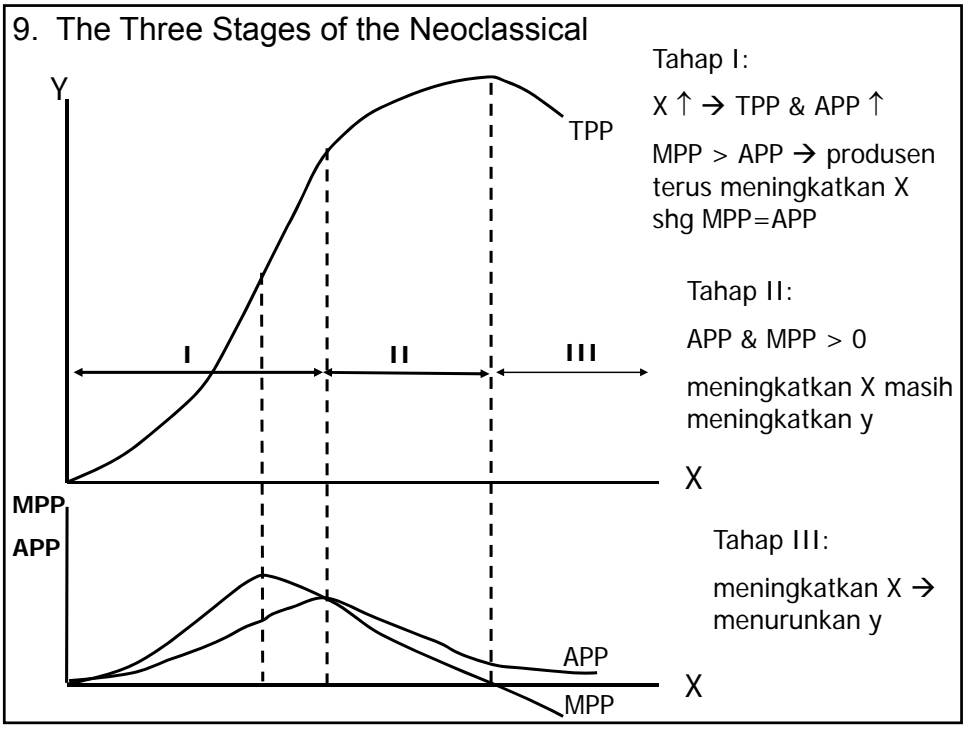 9. The Three Stages of the Neoclassical
Y
TPP
I
II
III
X
MPP
APP
APP
MPP
X
Tahap I:
X ↑ → TPP & APP ↑
MPP > APP → produsen
terus meningkatkan X
shg MPP=APP
Tahap II:
APP & MPP > 0
meningkatkan X masih
meningkatkan y
Tahap III:
meningkatkan X →
menurunkan y